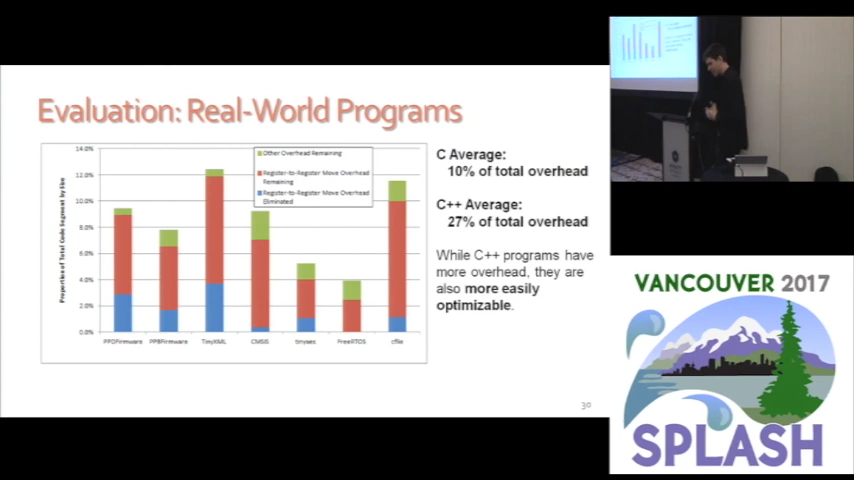 Evaluation: Real-World Programs
14.0%
12.0%
10.0%
8.0%
6.0%
4.0%
2.0%
0.0%
Proportion of Total Code Segment by Size
Other Overhead Remaining
Register-to-Register Move Overhead
Remaining
Register-to-Register Move Overhead
Eliminated
PPDFirmware
PPBFirmware
TinyXML
CMSIS
tinyaes
FreeRTOS
cfile
C Average:
10% of total overhead
C++ Average:
27% of total overhead
While C++ programs have
more overhead, they are
also more easily
optimizable.
30
VANCOUVER 2017
SPLASH